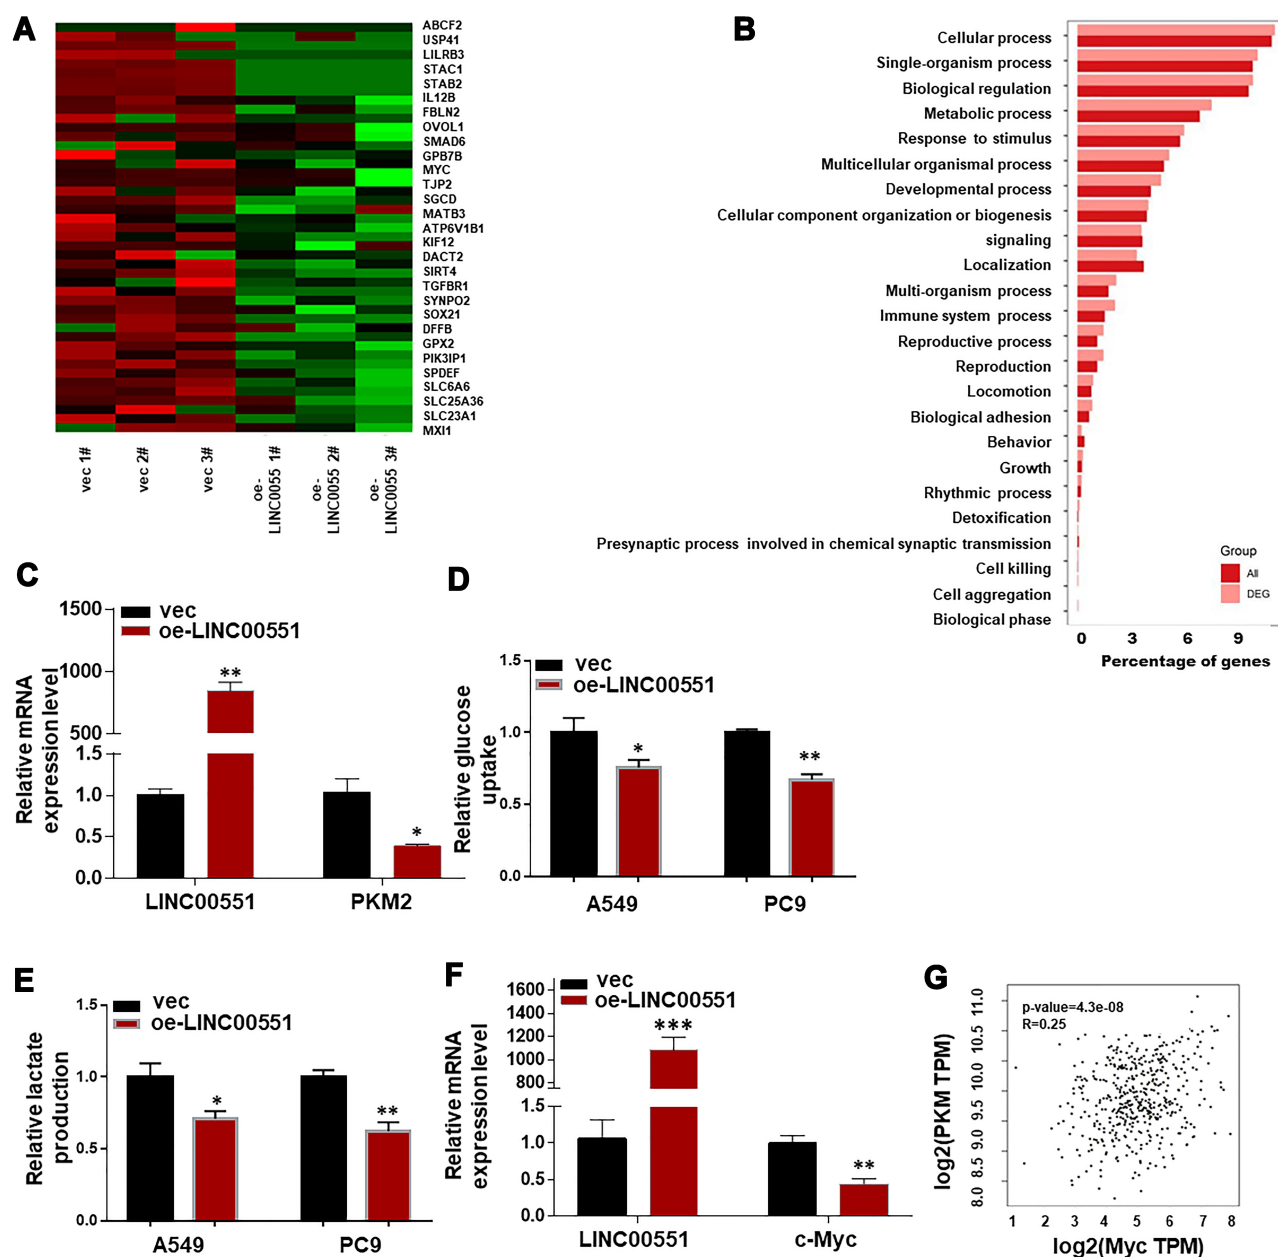 A
ABCF2
USP41
LILRB3
STAC1
STAB2
IL12B
FBLN2
OVOL1
SMAD6
GPB7B
MYC
TJP2
SGCD
MATB3
ATP6V1B1
KIF12
DACT2
SIRT4
TGFBR1
SYNPO2
SOX21
DFFB
GPX2
PIK3IP1
SPDEF
SLC6A6
SLC25A36
SLC23A1
MXI1
vec 1#
vec 2#
vec 3#
oe-
LINC0055 1#
oe-
LINC0055 2#
oe-
LINC0055 3#
B
Cellular process
Single-organism process
Biological regulation
Metabolic process
Response to stimulus
Multicellular organismal process
Developmental process
Cellular component organization or biogenesis
signaling
Localization
Multi-organism process
Immune system process
Reproductive process
Reproduction
Locomotion
Biological adhesion
Behavior
Growth
Rhythmic process
Detoxification
Presynaptic process involved in chemical synaptic transmission
Cell killing
Cell aggregation
Biological phase
Group
All
DEG
0 3 6 9
Percentage of genes
C
vec
oe-LINC00551
Relative mRNA
expression level
1500
1000
500
1.5
1.0
0.5
0.0
**
*
LINC00551 PKM2
D
vec
oe-LINC00551
Relative glucose
uptake
1.5
1.0
0.5
0.0
*
**
A549 PC9
E
vec
oe-LINC00551
Relative lactate
production
1.5
1.0
0.5
0.0
*
**
A549 PC9
F
vec
oe-LINC00551
Relative mRNA
expression level
1600
1400
1200
1000
800
1.5
1.0
0.5
0.0
***
**
LINC00551 c-Myc
G
p-value=4.3e-08
R=0.25
log2(PKM TPM)
11.0
10.5
10.0
9.5
9.0
8.5
8.0
1 2 3 4 5 6 7 8
log2(Myc TPM)